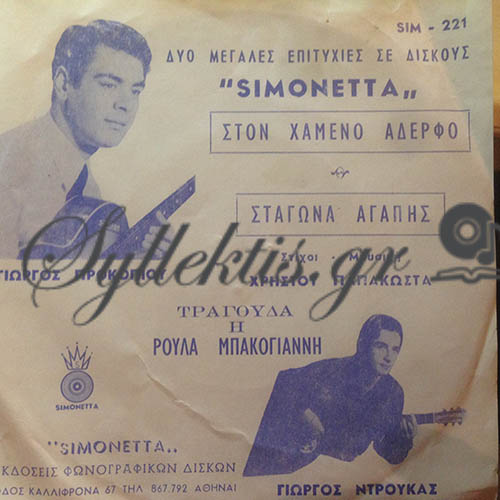 SIM - 221
ΔΥΟ ΜΕΓΑΛΕΣ ΕΠΙΤΥΧΙΕΣ ΣΕ ΔΙΣΚΟΥΣ
"SIMONETTA„
ΣΤΟΝ ΧΑΜΕΝΟ ΑΔΕΡΦΟ
ΣΤΑΓΟΝΑ ΑΓΑΠΗΣ
Στίχοι - Μουσική
ΧΡΗΣΤΟΥ ΠΑΠΑΚΩΣΤΑ
Syllektis.gr
ΓΙΩΡΓΟΣ ΠΡΟΚΟΠΙΟΥ
ΤΡΑΓΟΥΔΑ
Η
ΡΟΥΛΑ ΜΠΑΚΟΓΙΑΝΝΗ
SIMONETTA
"SIMONETTA„
ΚΔΟΣΕΙΣ ΦΩΝΟΓΡΑΦΙΚΩΝ ΔΙΣΚΩΝ
ΟΔΟΣ ΚΑΛΛΙΦΡΟΝΑ 67 ΤΗΛ 867.792 ΑΘΗΝΑΙ
ΓΙΩΡΓΟΣ ΝΤΡΟΥΚΑΣ